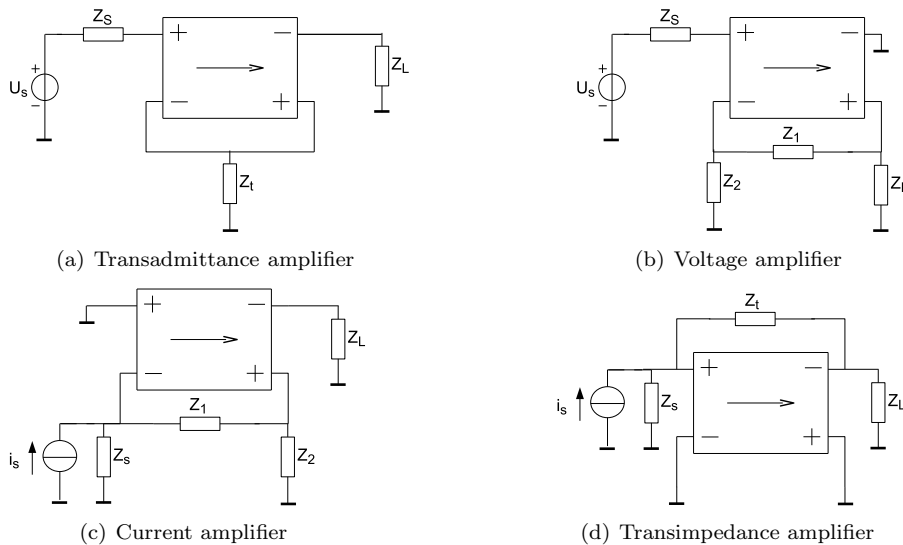 Z_S
+ −
U_s
+
−
Z_L
− +
Z_t
(a) Transadmittance amplifier
Z_S
+ −
U_s
+
−
− +
Z_1
Z_2
(b) Voltage amplifier
+ −
Z_L
− +
Z_1
i_s
Z_s
Z_2
(c) Current amplifier
Z_t
+ −
i_s
Z_s
Z_L
− +
(d) Transimpedance amplifier